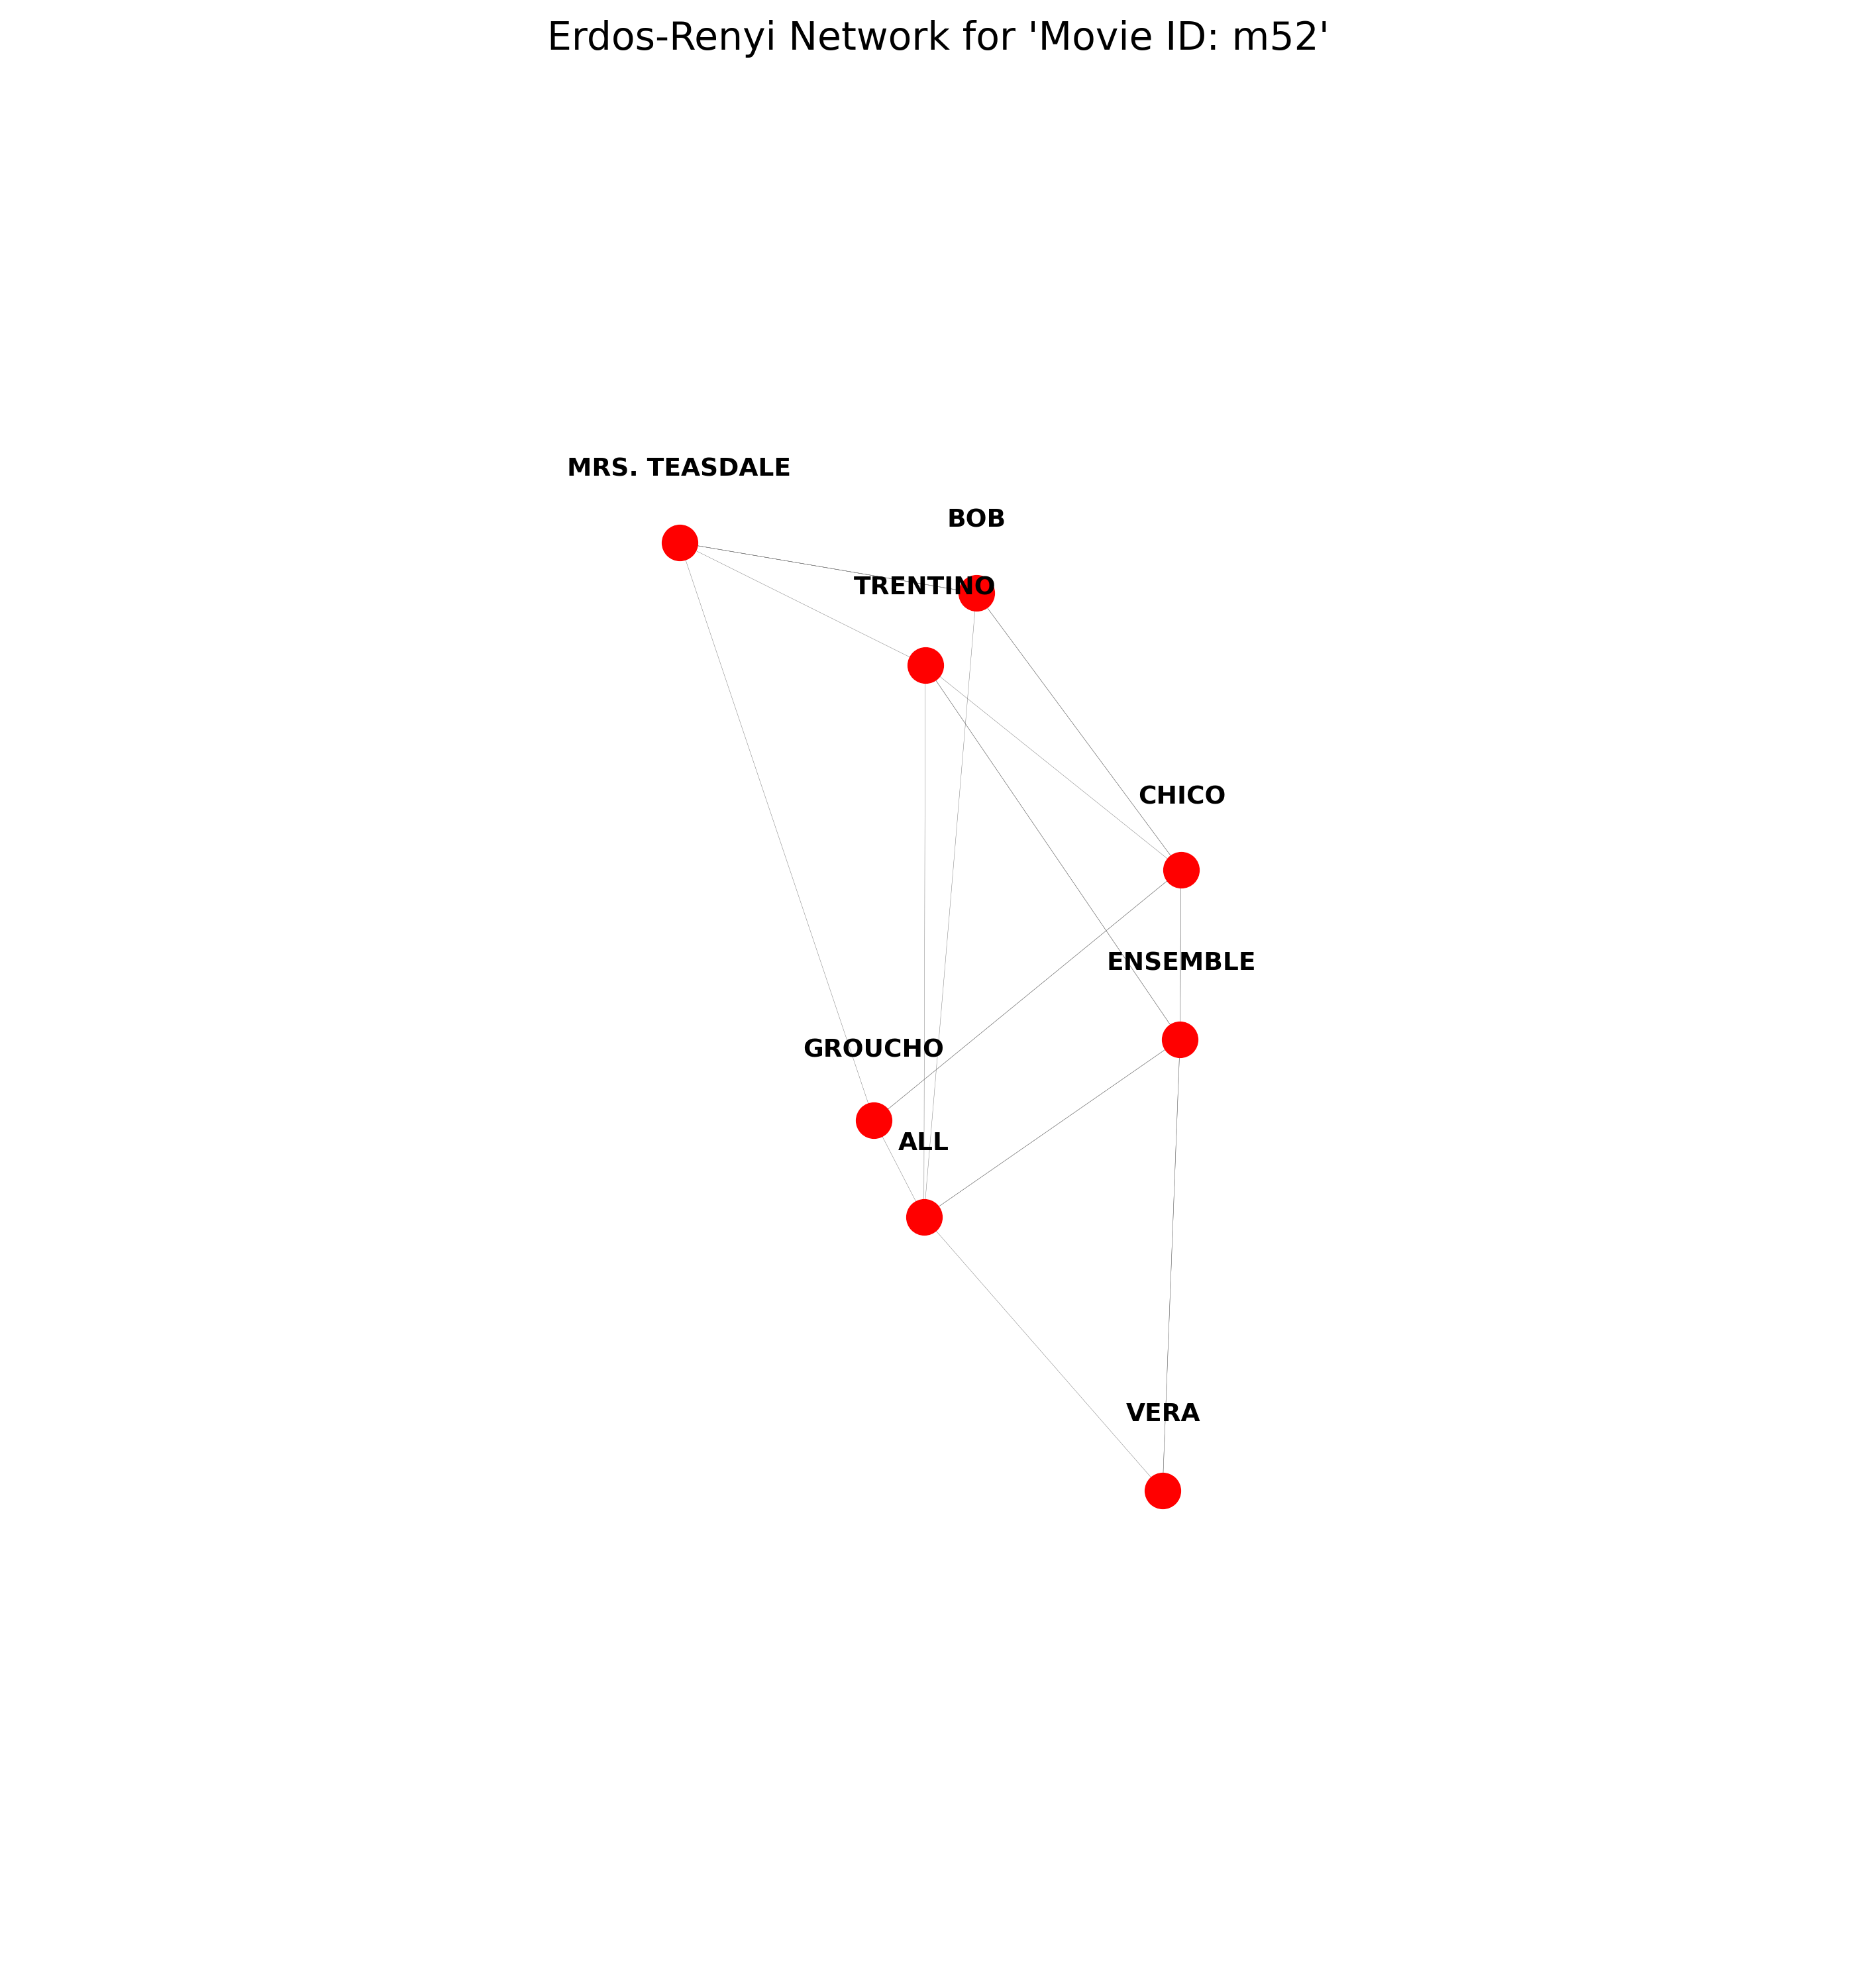 Erdos-Renyi Network for 'Movie ID: m52'
MRS. TEASDALE
BOB
TRENTINO
CHICO
ENSEMBLE
GROUCHO
ALL
VERA